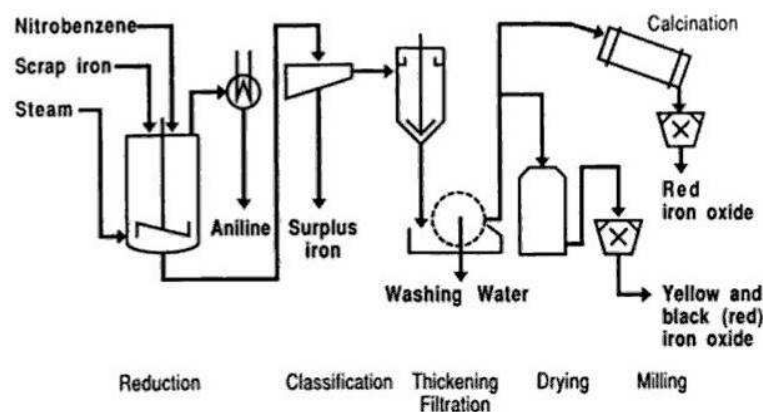 Nitrobenzene
Scrap iron
Steam
Calcination
Aniline
Surplus
iron
Red
iron oxide
Washing Water
Yellow and
black (red)
iron oxide
Reduction
Classification
Thickening
Filtration
Drying
Milling